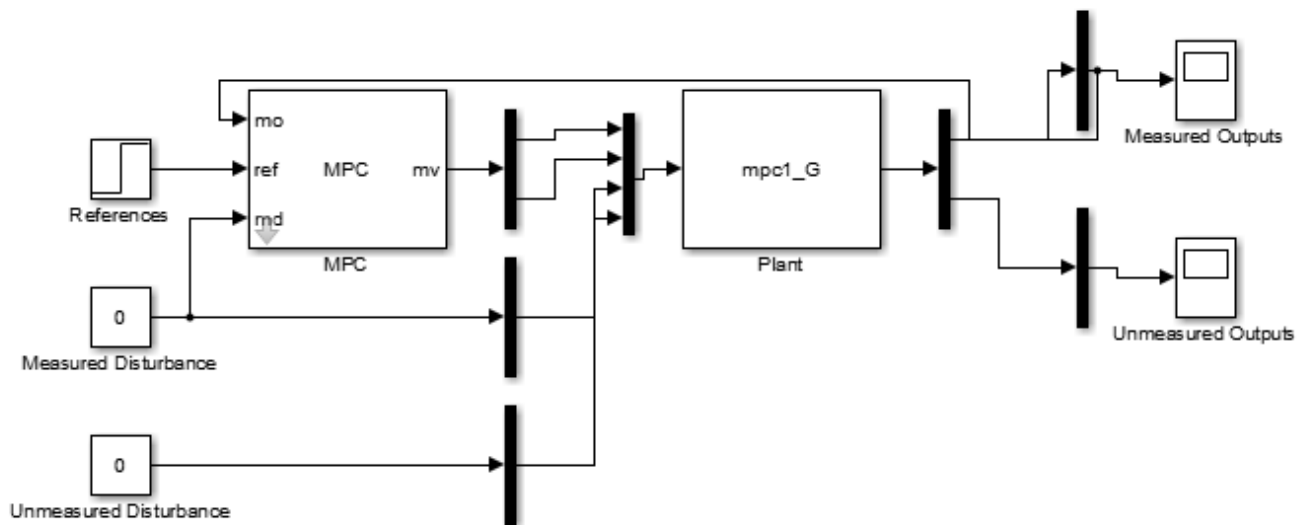 Measured Outputs
mo
ref
MPC
mv
mpc1_G
References
md
MPC
Plant
0
Measured Disturbance
Unmeasured Outputs
0
Unmeasured Disturbance